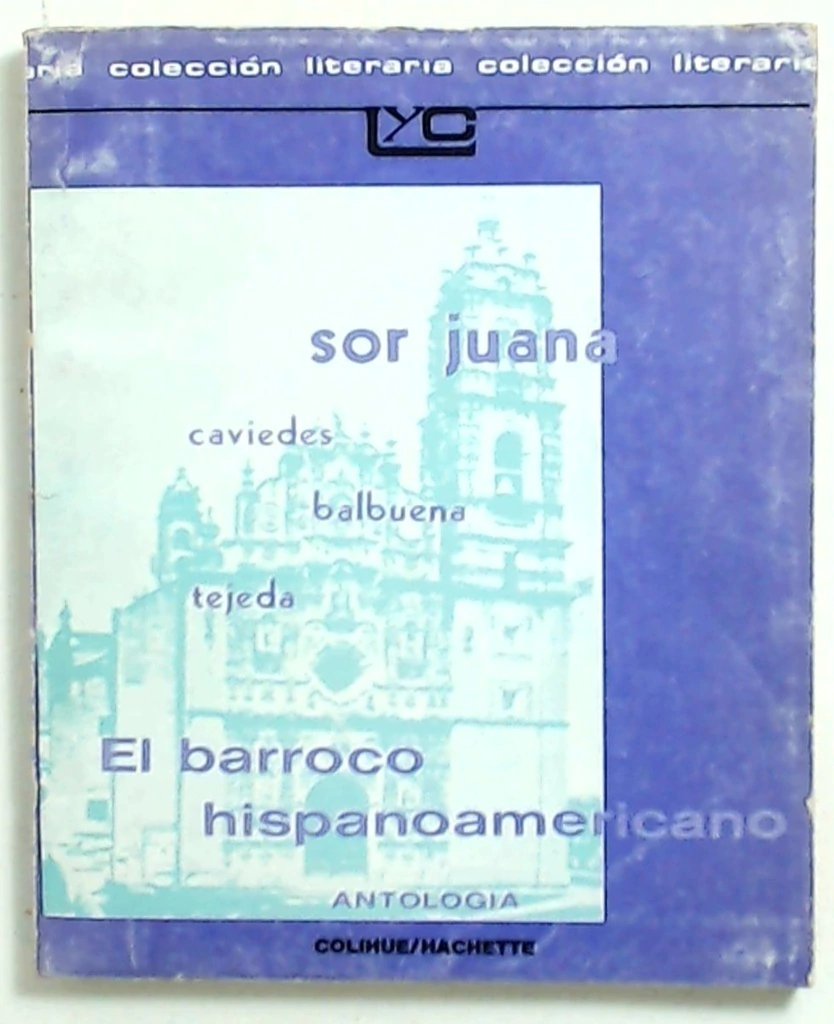 colección literaria colección literaria
LYC
sor juana
caviedes
balbuena
tejeda
El barroco
hispanoamericano
ANTOLOGIA
COLIHUE/HACHETTE